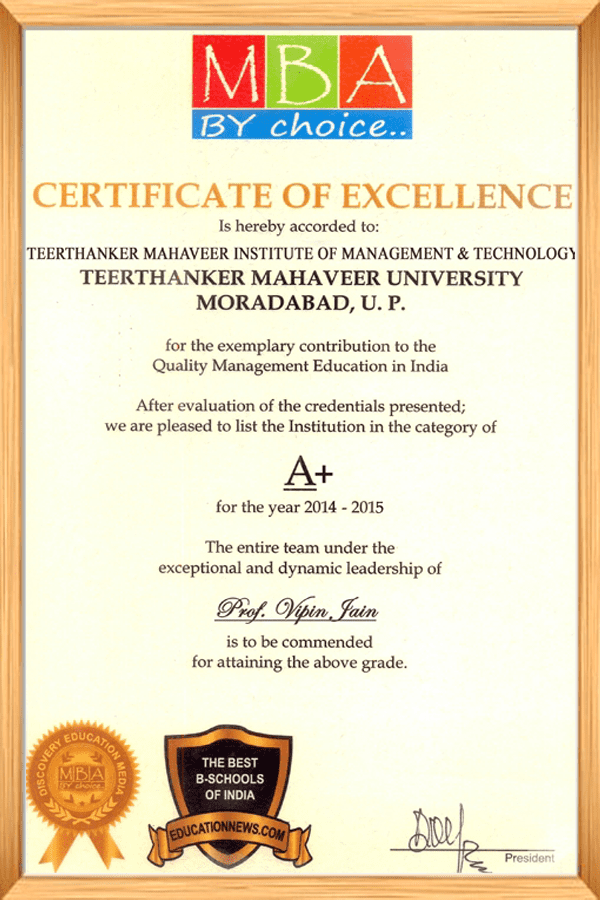 MBA
BY choice..
CERTIFICATE OF EXCELLENCE
Is hereby accorded to:
TEERTHANKER MAHAVEER INSTITUTE OF MANAGEMENT & TECHNOLOGY
TEERTHANKER MAHAVEER UNIVERSITY
MORADABAD, U. P.
for the exemplary contribution to the
Quality Management Education in India
After evaluation of the credentials presented;
we are pleased to list the Institution in the category of
A+
for the year 2014 - 2015
The entire team under the
exceptional and dynamic leadership of
Prof. Vipin Jain
is to be commended
for attaining the above grade.
DISCOVERY EDUCATION MEDIA
MBA
BY choice..
THE BEST
B-SCHOOLS
OF INDIA
EDUCATIONNEWS.COM
President